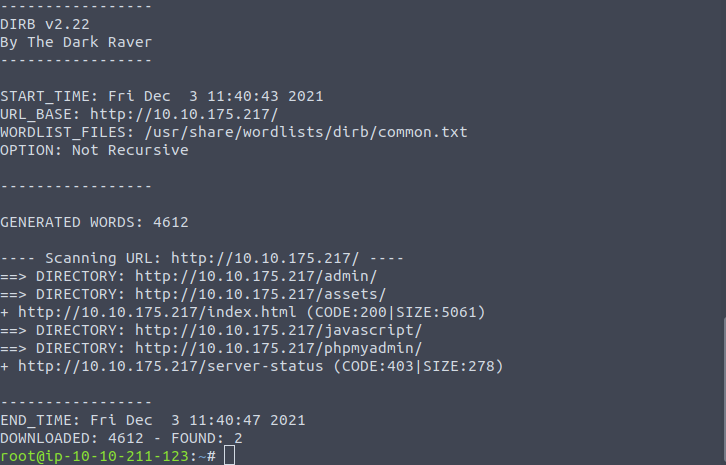 -----------------
DIRB v2.22
By The Dark Raver
-----------------
START_TIME: Fri Dec  3 11:40:43 2021
URL_BASE: http://10.10.175.217/
WORDLIST_FILES: /usr/share/wordlists/dirb/common.txt
OPTION: Not Recursive
-----------------
GENERATED WORDS: 4612
---- Scanning URL: http://10.10.175.217/ ----
==> DIRECTORY: http://10.10.175.217/admin/
==> DIRECTORY: http://10.10.175.217/assets/
+ http://10.10.175.217/index.html (CODE:200|SIZE:5061)
==> DIRECTORY: http://10.10.175.217/javascript/
==> DIRECTORY: http://10.10.175.217/phpmyadmin/
+ http://10.10.175.217/server-status (CODE:403|SIZE:278)
-----------------
END_TIME: Fri Dec  3 11:40:47 2021
DOWNLOADED: 4612 - FOUND: 2
root@ip-10-10-211-123:~#